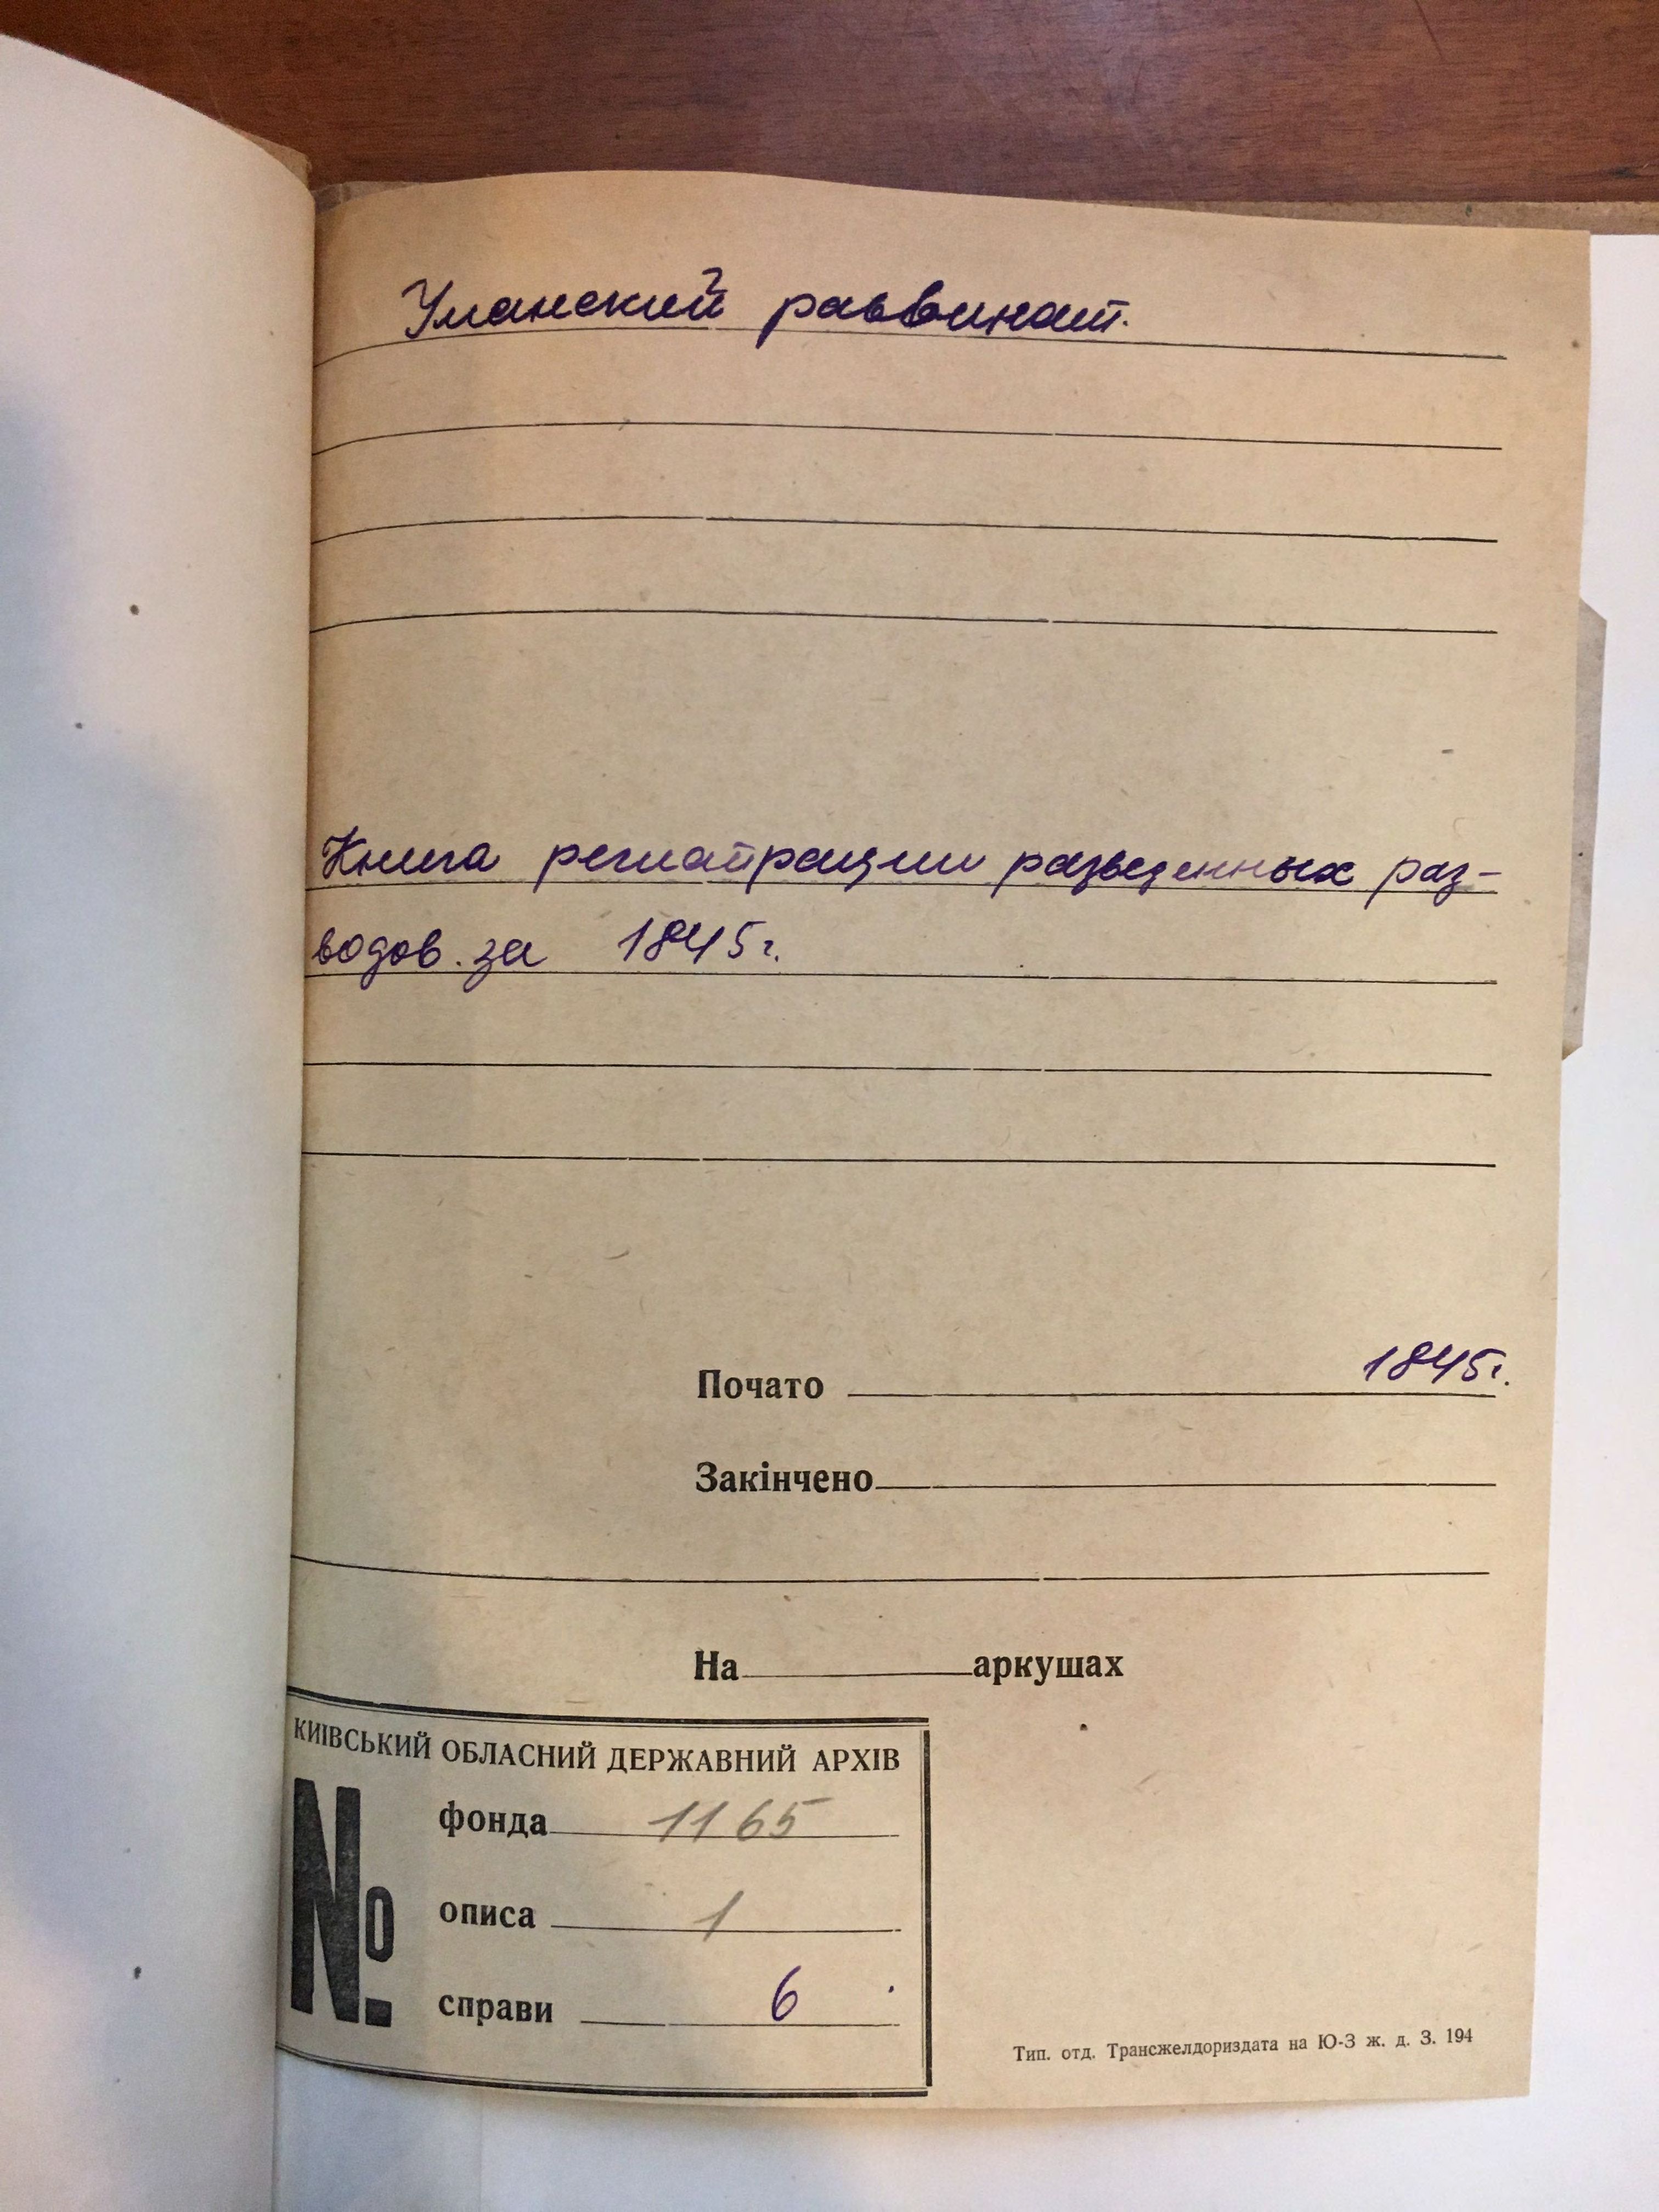 Уманский раввинат.
Книга регистрации разведенных раз-
водов. за 1845 г.
Почато 1845 г.
Закінчено
На аркушах
КИЇВСЬКИЙ ОБЛАСНИЙ ДЕРЖАВНИЙ АРХІВ
№
фонда 1165
описа 1
справи 6
Тип. отд. Трансжелдориздата на Ю-З ж. д. З. 194